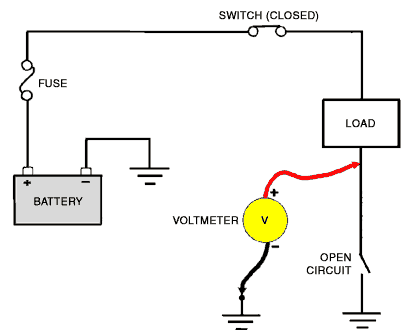 SWITCH (CLOSED)
FUSE
LOAD
+ −
BATTERY
+
VOLTMETER V
−
OPEN
CIRCUIT